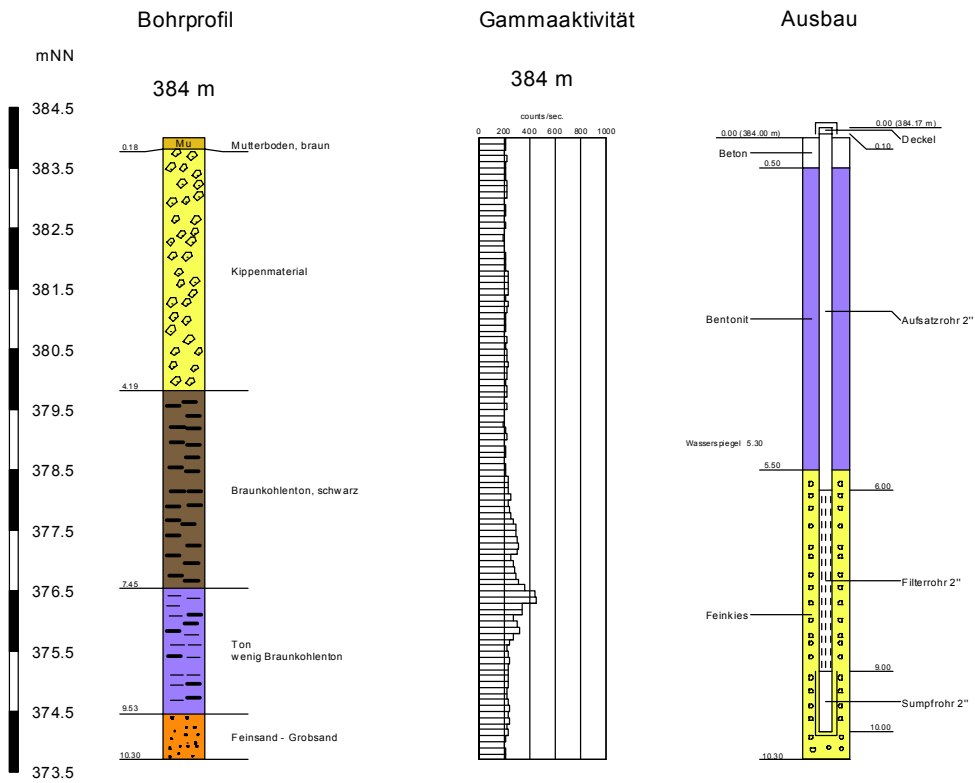 Bohrprofil
Gammaaktivität
Ausbau
mNN
384 m
384 m
384.5
383.5
382.5
381.5
380.5
379.5
378.5
377.5
376.5
375.5
374.5
373.5
0.18
Mu
Mutterboden, braun
Kippenmaterial
4.19
Braunkohlenton, schwarz
7.45
Ton
wenig Braunkohlenton
9.53
Feinsand - Grobsand
10.30
counts/sec.
0 200 400 600 800 1000
0.00 (384.17 m)
0.00 (384.00 m)
Deckel
0.10
Beton
0.50
Bentonit
Aufsatzrohr 2"
Wasserspiegel 5.30
5.50
6.00
Filterrohr 2"
Feinkies
9.00
Sumpfrohr 2"
10.00
10.30